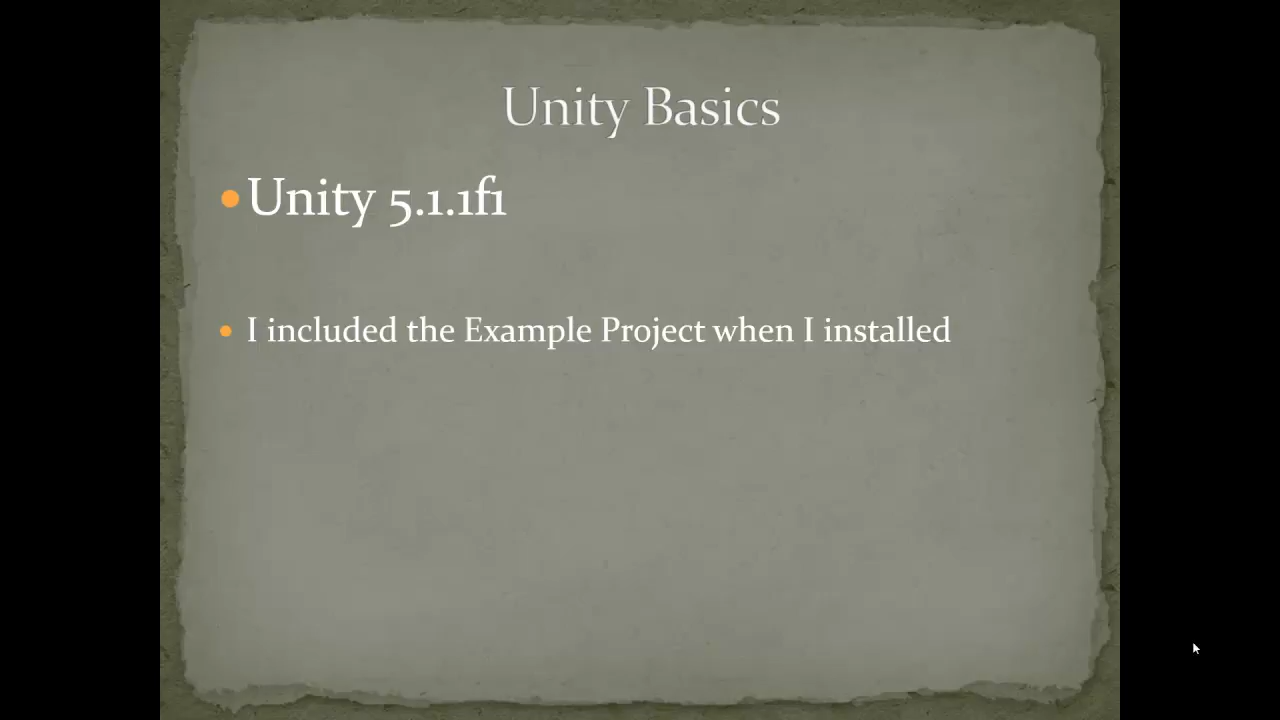 Unity Basics
Unity 5.1.1f1
I included the Example Project when I installed